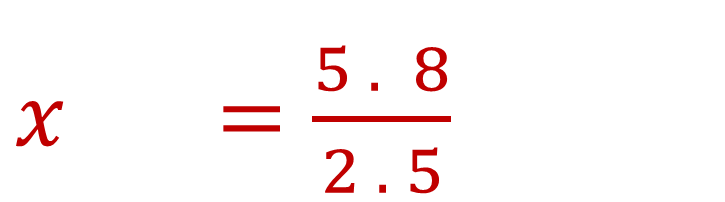 x = 5 . 8 / 2 . 5